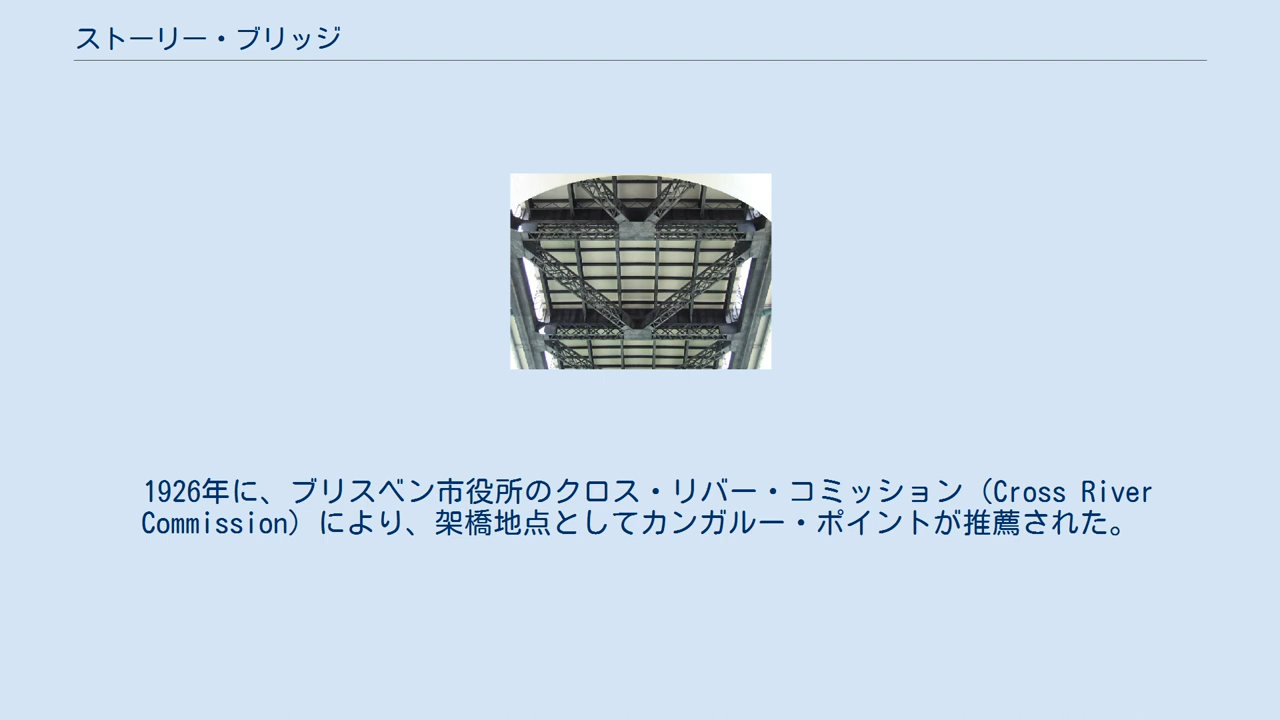 ストーリー・ブリッジ
1926年に、ブリスベン市役所のクロス・リバー・コミッション（Cross River
Commission）により、架橋地点としてカンガルー・ポイントが推薦された。